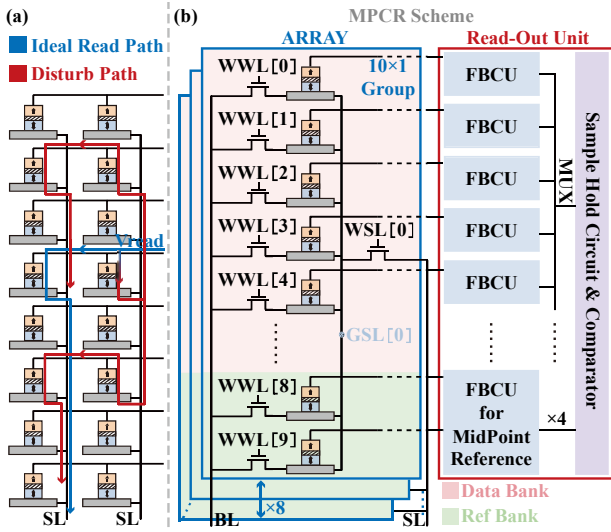 (a)
Ideal Read Path
Disturb Path
Vread
SL
SL
(b)
MPCR Scheme
ARRAY
Read-Out Unit
WWL[0]
10×1
Group
WWL[1]
WWL[2]
WWL[3]
WSL[0]
WWL[4]
GSL[0]
WWL[8]
WWL[9]
BL
×8
SL
FBCU
FBCU
FBCU
FBCU
FBCU
FBCU
for
MidPoint
Reference
MUX
×4
Sample Hold Circuit & Comparator
Data Bank
Ref Bank